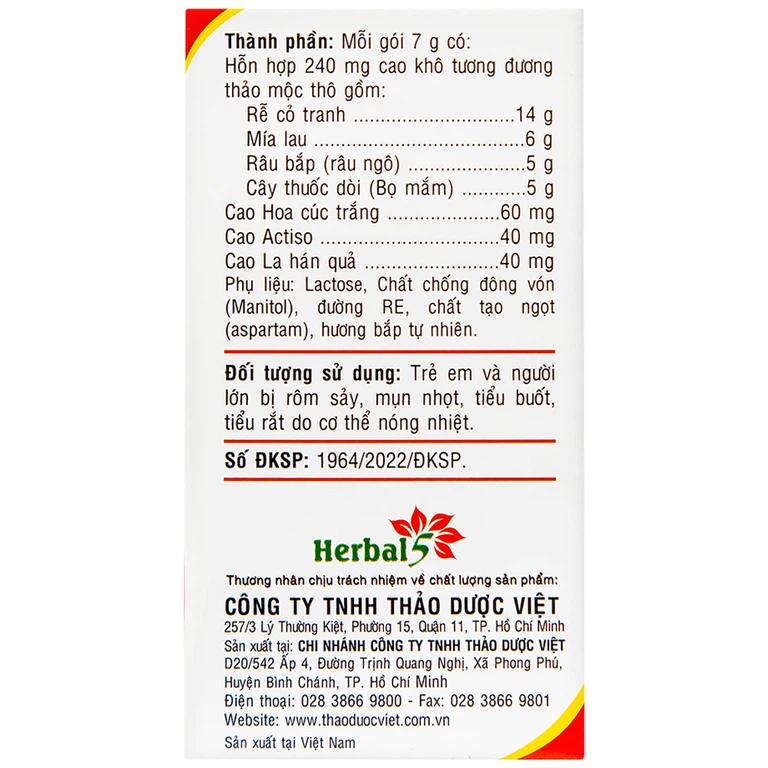 Thành phần: Mỗi gói 7 g có:
Hỗn hợp 240 mg cao khô tương đương
thảo mộc thô gồm:
Rễ cỏ tranh ............................14 g
Mía lau ....................................6 g
Râu bắp (râu ngô) ....................5 g
Cây thuốc dòi (Bọ mắm) ...........5 g
Cao Hoa cúc trắng ...................60 mg
Cao Actiso ..............................40 mg
Cao La hán quả .......................40 mg
Phụ liệu: Lactose, Chất chống đông vón
(Manitol), đường RE, chất tạo ngọt
(aspartam), hương bắp tự nhiên.
Đối tượng sử dụng: Trẻ em và người
lớn bị rôm sảy, mụn nhọt, tiểu buốt,
tiểu rắt do cơ thể nóng nhiệt.
Số ĐKSP: 1964/2022/ĐKSP.
Herbal5
Thương nhân chịu trách nhiệm về chất lượng sản phẩm:
CÔNG TY TNHH THẢO DƯỢC VIỆT
257/3 Lý Thường Kiệt, Phường 15, Quận 11, TP. Hồ Chí Minh
Sản xuất tại: CHI NHÁNH CÔNG TY TNHH THẢO DƯỢC VIỆT
D20/542 Ấp 4, Đường Trịnh Quang Nghị, Xã Phong Phú,
Huyện Bình Chánh, TP. Hồ Chí Minh
Điện thoại: 028 3866 9800 - Fax: 028 3866 9801
Website: www.thaoduocviet.com.vn
Sản xuất tại Việt Nam